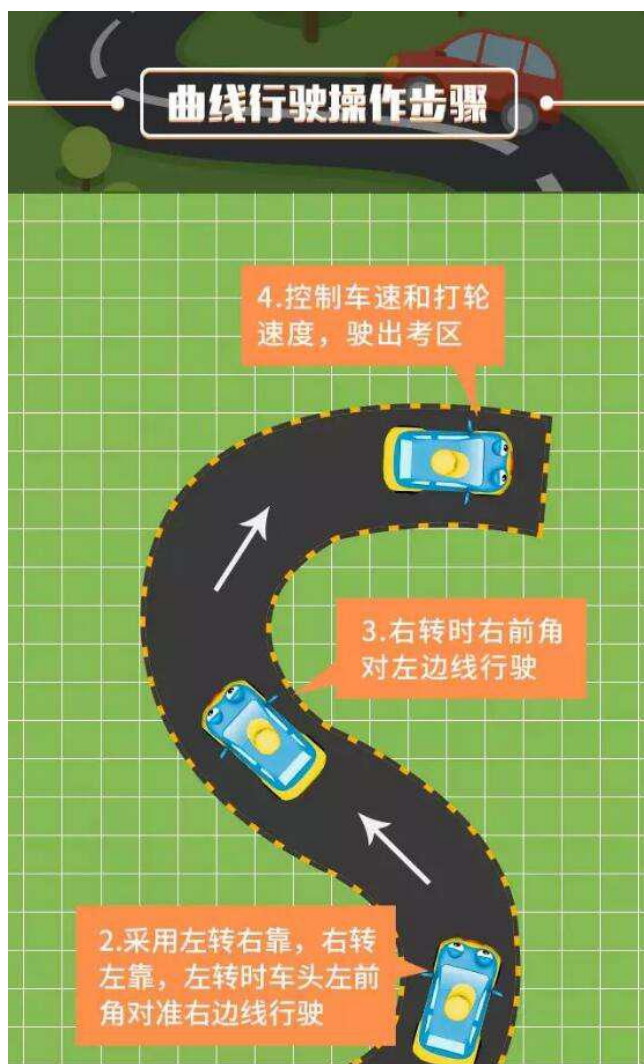 曲线行驶操作步骤
4.控制车速和打轮
速度，驶出考区
3.右转时右前角
对左边线行驶
2.采用左转右靠，右转
左靠，左转时车头左前
角对准右边线行驶